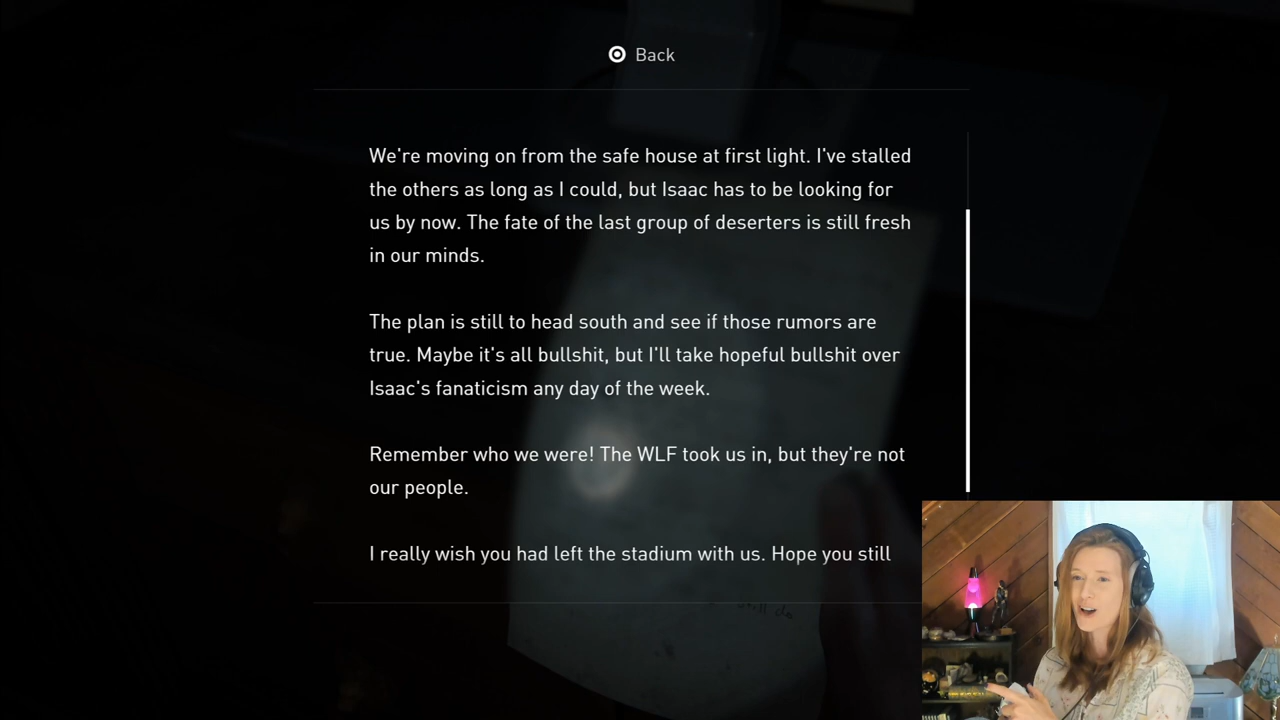 Back
We're moving on from the safe house at first light. I've stalled
the others as long as I could, but Isaac has to be looking for
us by now. The fate of the last group of deserters is still fresh
in our minds.
The plan is still to head south and see if those rumors are
true. Maybe it's all bullshit, but I'll take hopeful bullshit over
Isaac's fanaticism any day of the week.
Remember who we were! The WLF took us in, but they're not
our people.
I really wish you had left the stadium with us. Hope you still
still do